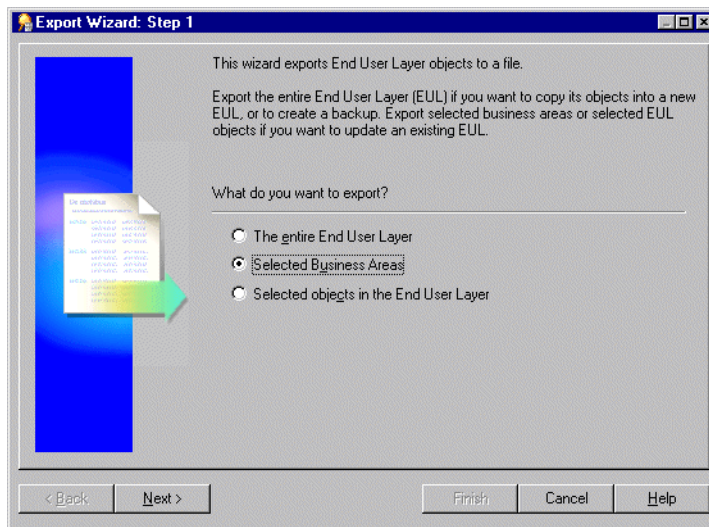 Export Wizard: Step 1
This wizard exports End User Layer objects to a file.
Export the entire End User Layer (EUL) if you want to copy its objects into a new
EUL, or to create a backup. Export selected business areas or selected EUL
objects if you want to update an existing EUL.
What do you want to export?
The entire End User Layer
Selected Business Areas
Selected objects in the End User Layer
< Back
Next >
Finish
Cancel
Help